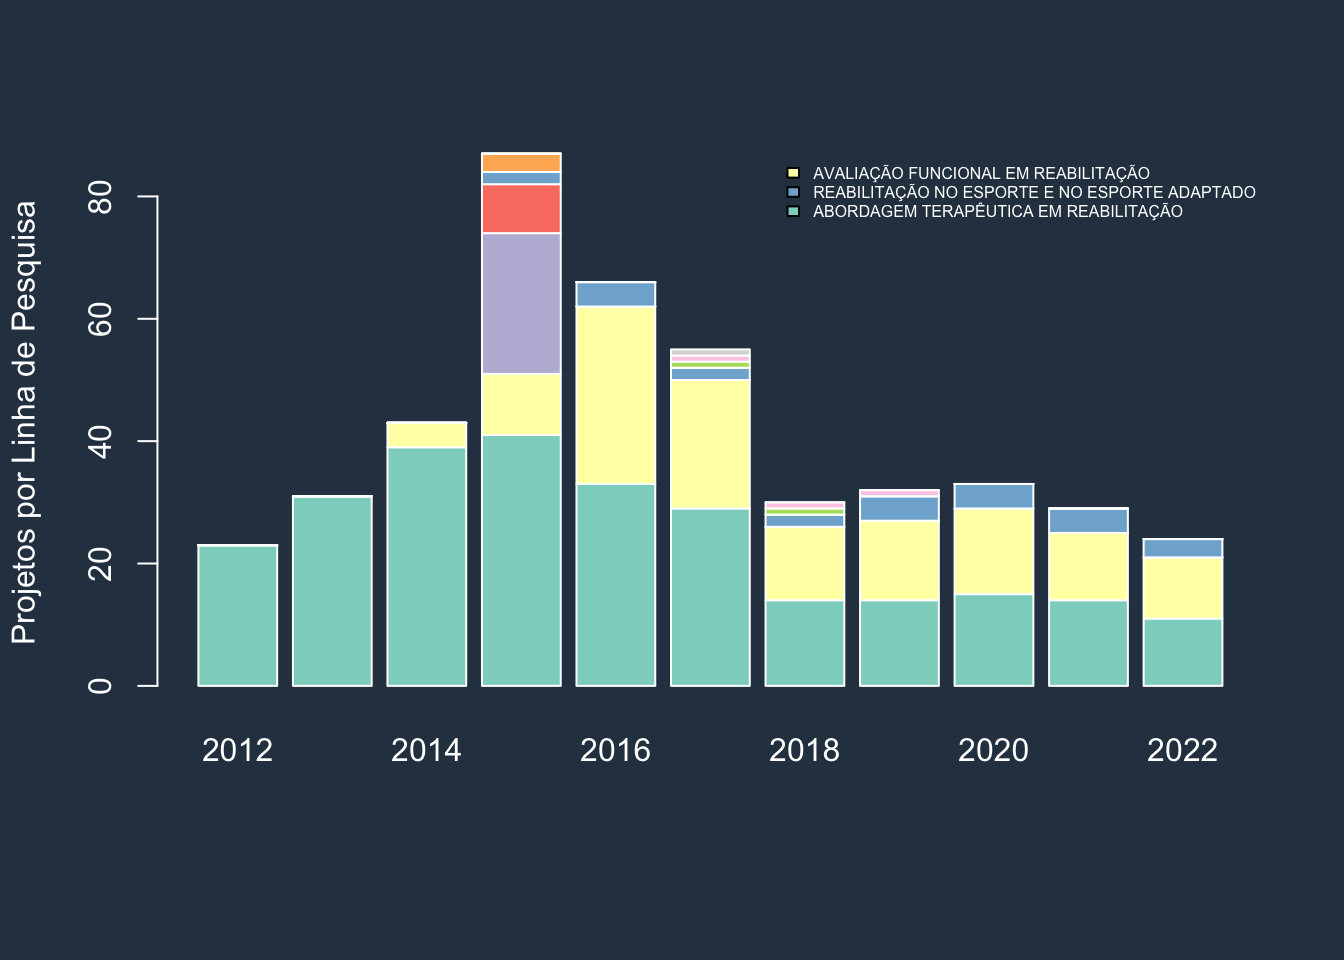 Projetos por Linha de Pesquisa
80
60
40
20
0
AVALIAÇÃO FUNCIONAL EM REABILITAÇÃO
REABILITAÇÃO NO ESPORTE E NO ESPORTE ADAPTADO
ABORDAGEM TERAPÊUTICA EM REABILITAÇÃO
2012 2014 2016 2018 2020 2022